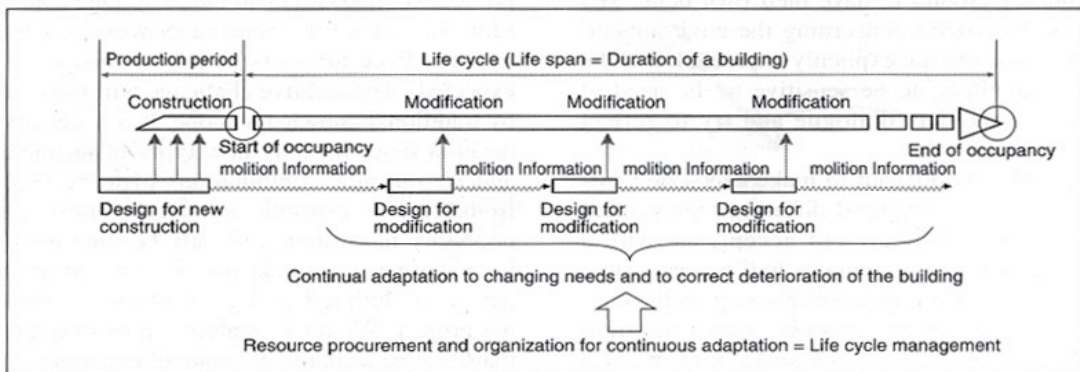 Production period
Life cycle (Life span = Duration of a building)
Construction
Modification
Modification
Modification
Start of occupancy
End of occupancy
molition Information
molition Information
molition Information
Design for new
construction
Design for
modification
Design for
modification
Design for
modification
Continual adaptation to changing needs and to correct deterioration of the building
Resource procurement and organization for continuous adaptation = Life cycle management